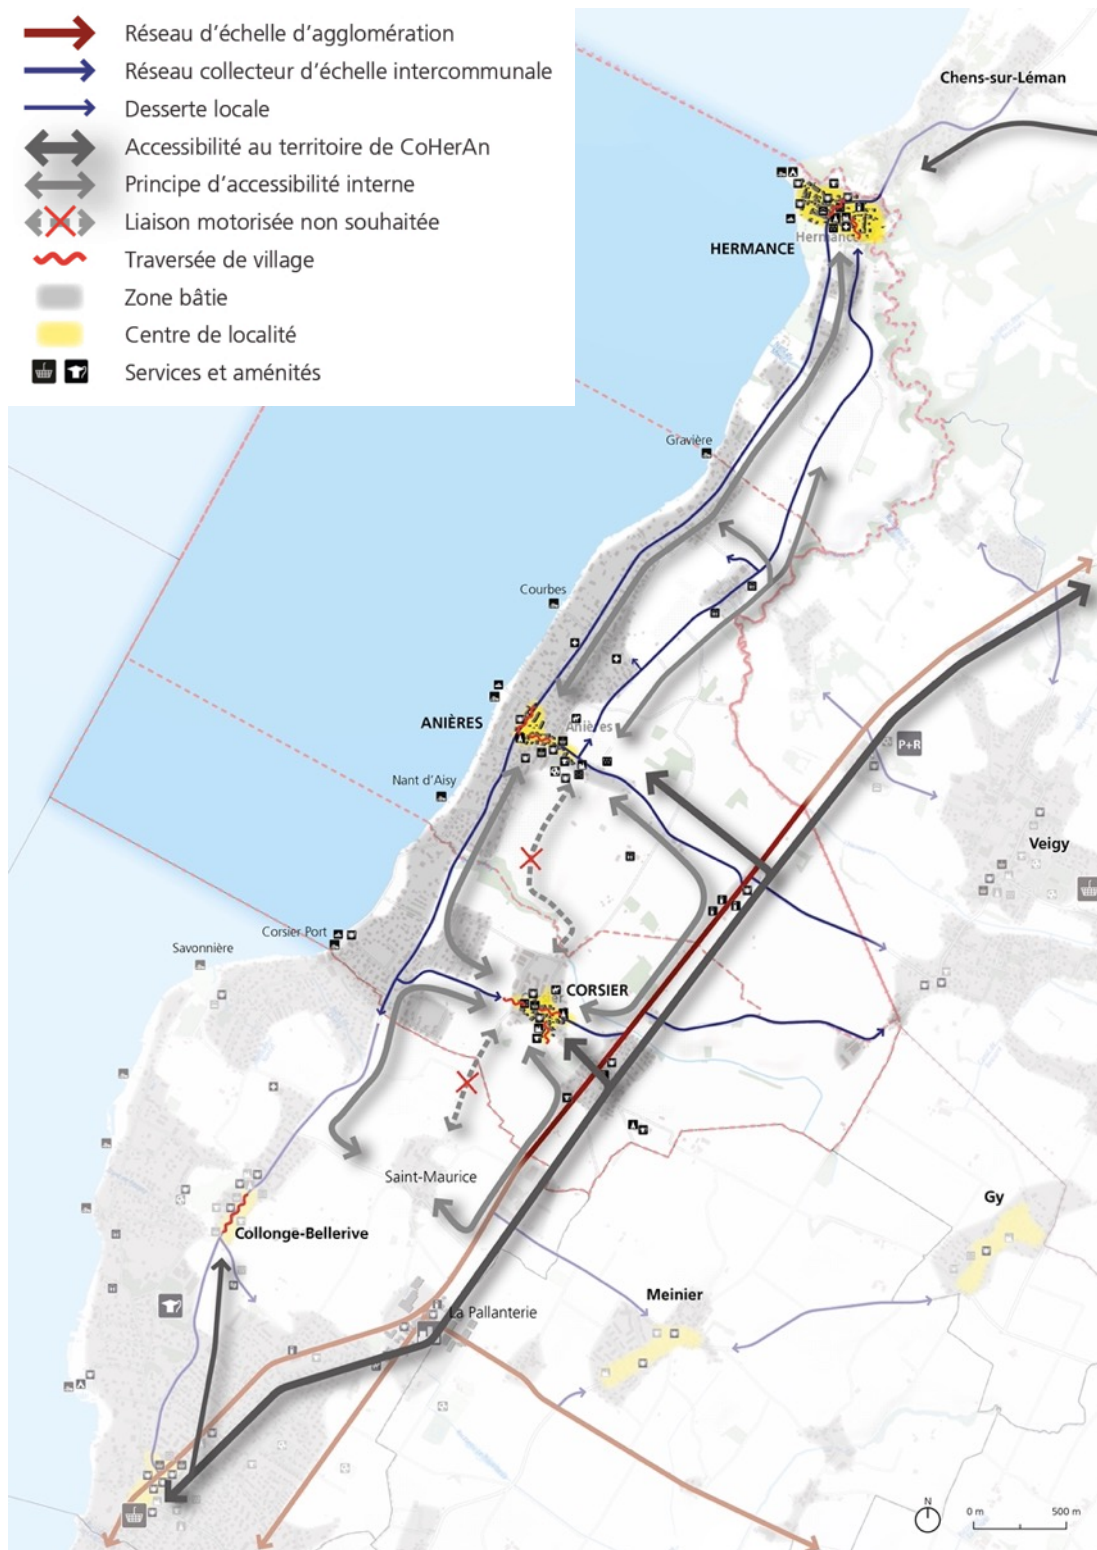 Réseau d'échelle d'agglomération
Réseau collecteur d'échelle intercommunale
Desserte locale
Accessibilité au territoire de CoHerAn
Principe d'accessibilité interne
Liaison motorisée non souhaitée
Traversée de village
Zone bâtie
Centre de localité
Services et aménités
Chens-sur-Léman
Hermance
HERMANCE
Gravière
Courbes
ANIÈRES
Anières
P+R
Nant d'Aisy
Veigy
Corsier Port
Savonnière
CORSIER
Saint-Maurice
Gy
Collonge-Bellerive
Meinier
La Pallanterie
N
0 m
500 m